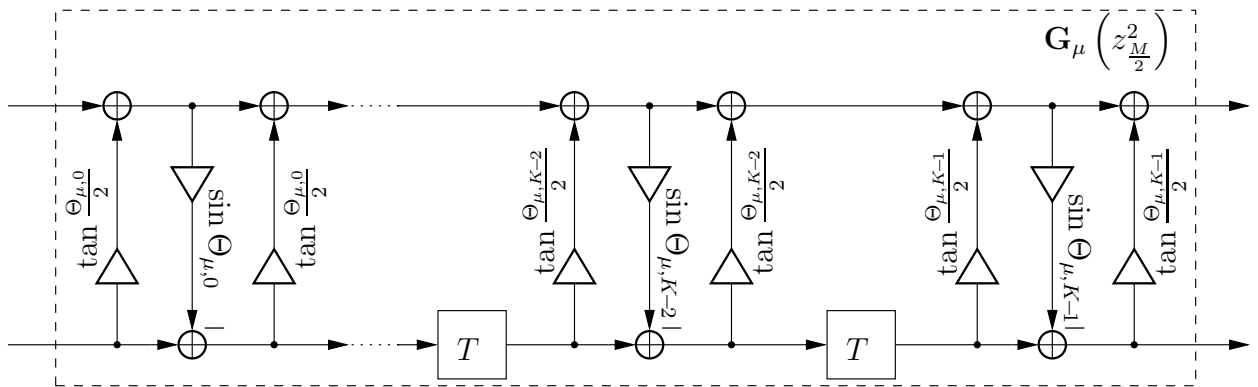 𝐆_μ (z²_{M/2})
tan Θ_{μ,0}/2
sin Θ_{μ,0}
tan Θ_{μ,0}/2
tan Θ_{μ,K−2}/2
sin Θ_{μ,K−2}
tan Θ_{μ,K−2}/2
tan Θ_{μ,K−1}/2
sin Θ_{μ,K−1}
tan Θ_{μ,K−1}/2
−
−
−
T
T